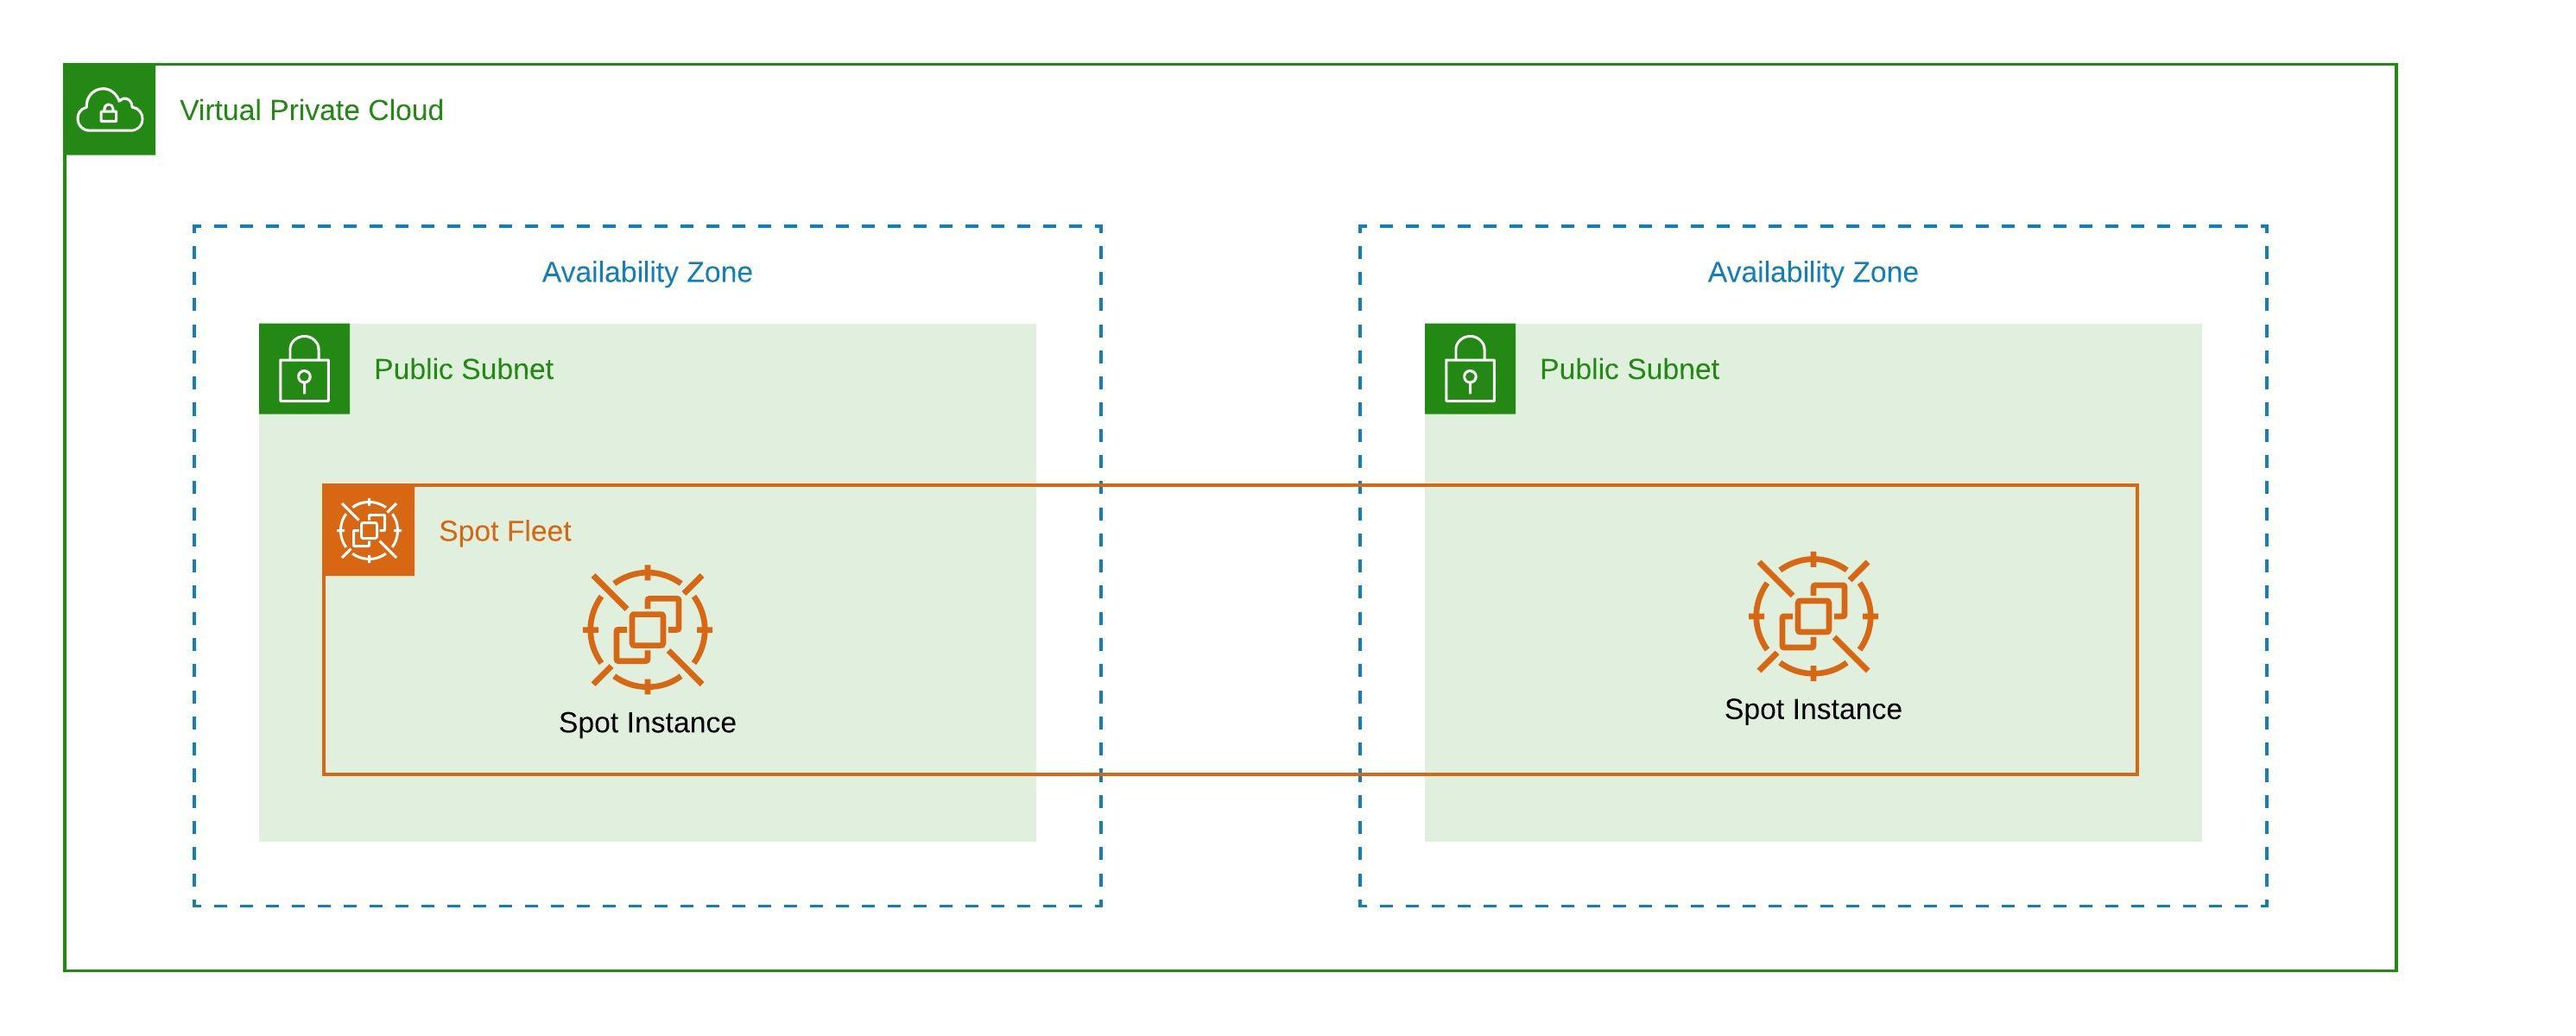 Virtual Private Cloud
Availability Zone
Availability Zone
Public Subnet
Public Subnet
Spot Fleet
Spot Instance
Spot Instance